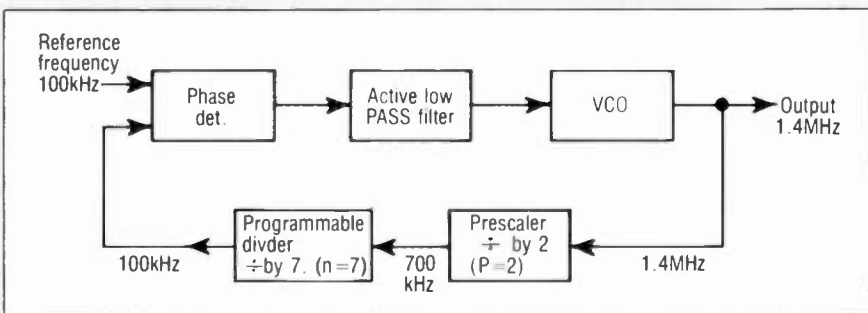 Reference
frequency
100kHz
Phase
det.
Active low
PASS filter
VCO
Output
1.4MHz
Programmable
divder
÷by 7. (n=7)
Prescaler
÷ by 2
(P=2)
100kHz
700
kHz
1.4MHz